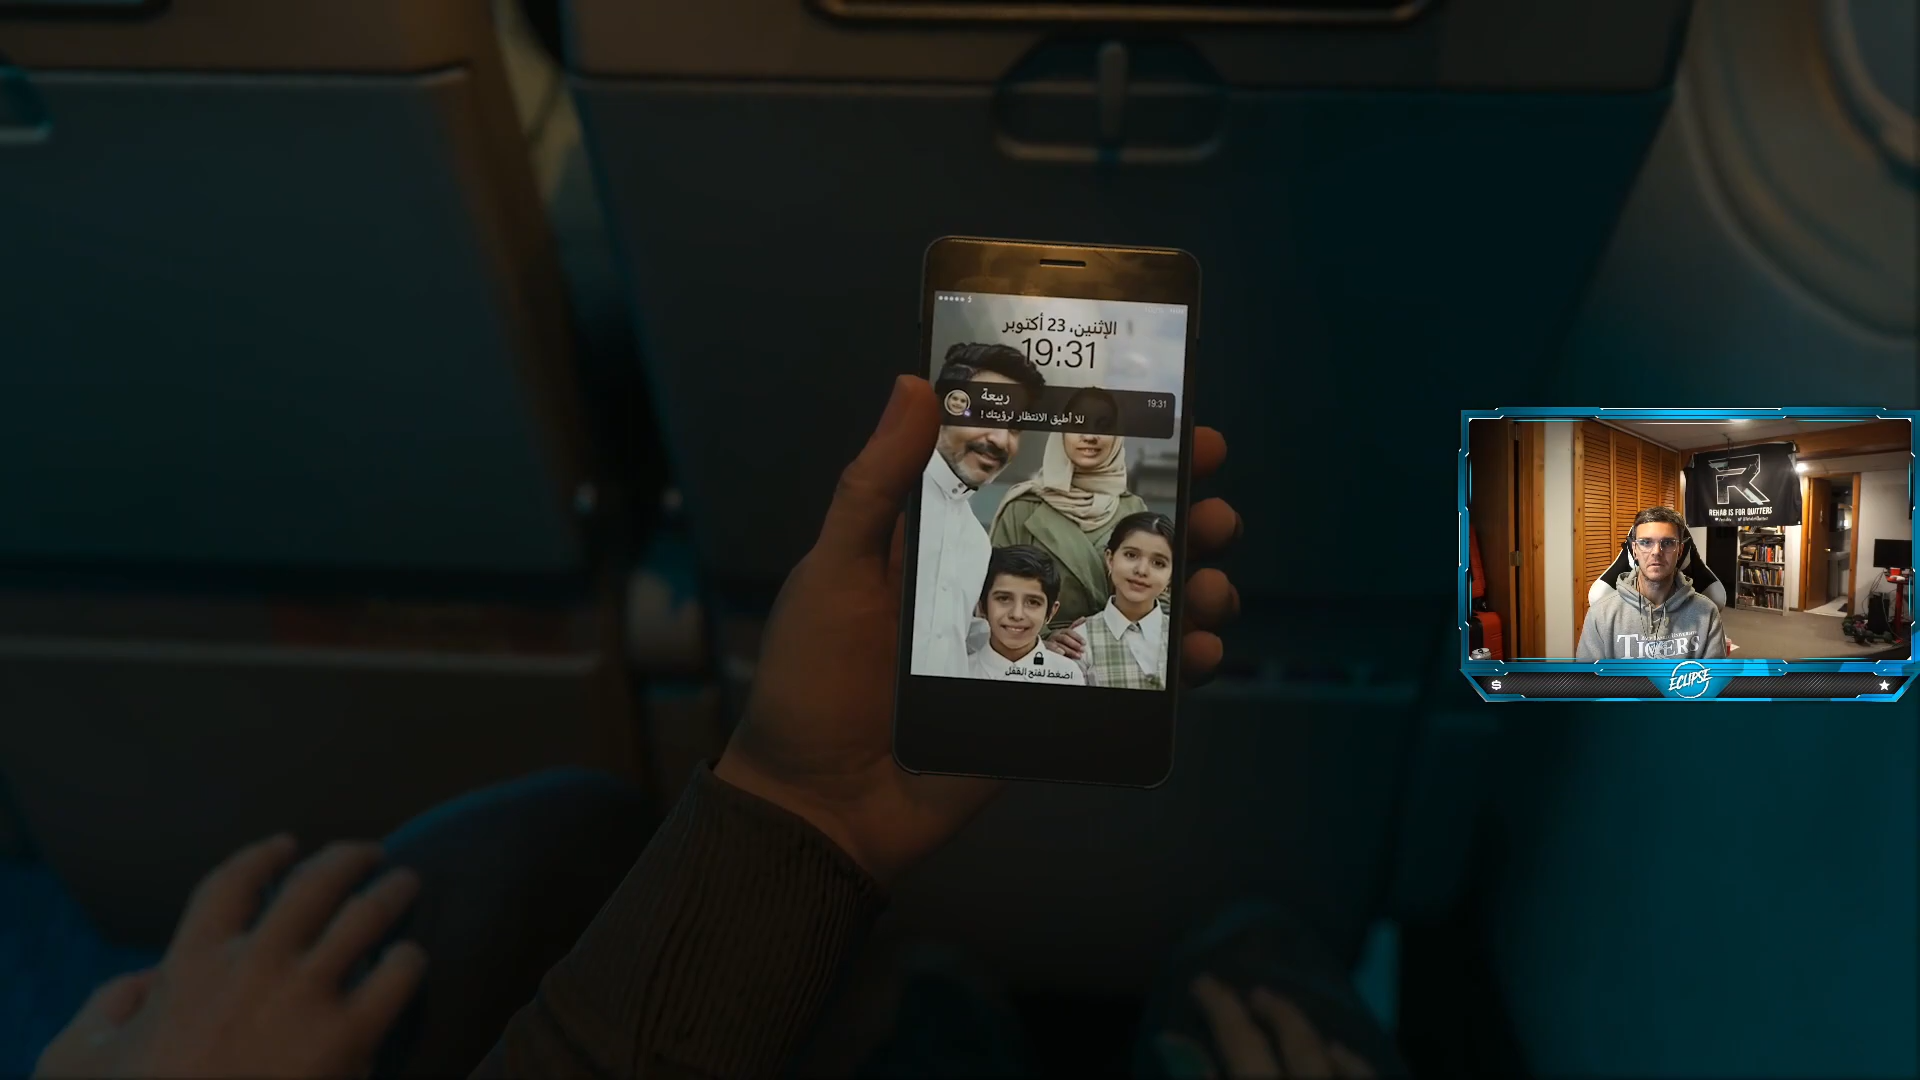 الإثنين، 23 أكتوبر
19:31
ربيعة
19:31
للا أطيق الانتظار لرؤيتك !
اضغط لفتح القفل
R
REHAB IS FOR QUITTERS
TIGERS
ECLIPSE